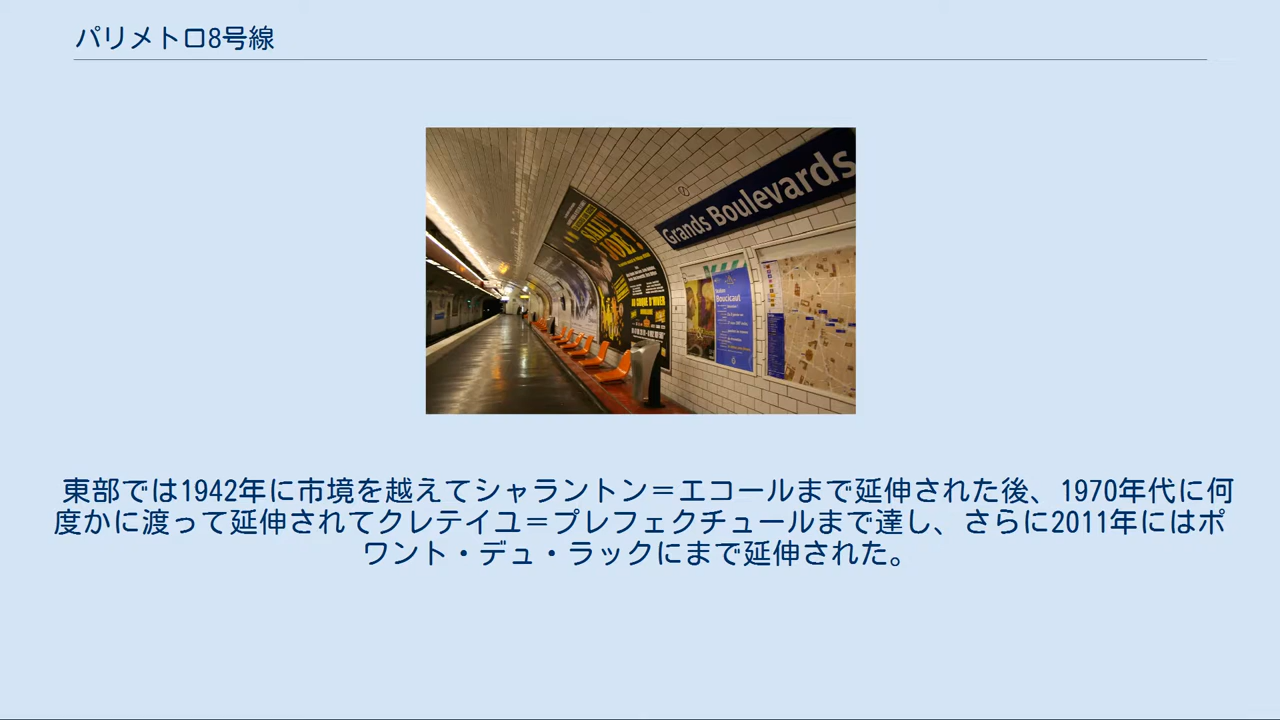 パリメトロ8号線
Grands Boulevards
Boucicaut
東部では1942年に市境を越えてシャラントン＝エコールまで延伸された後、1970年代に何
度かに渡って延伸されてクレテイユ＝プレフェクチュールまで達し、さらに2011年にはポ
ワント・デュ・ラックにまで延伸された。